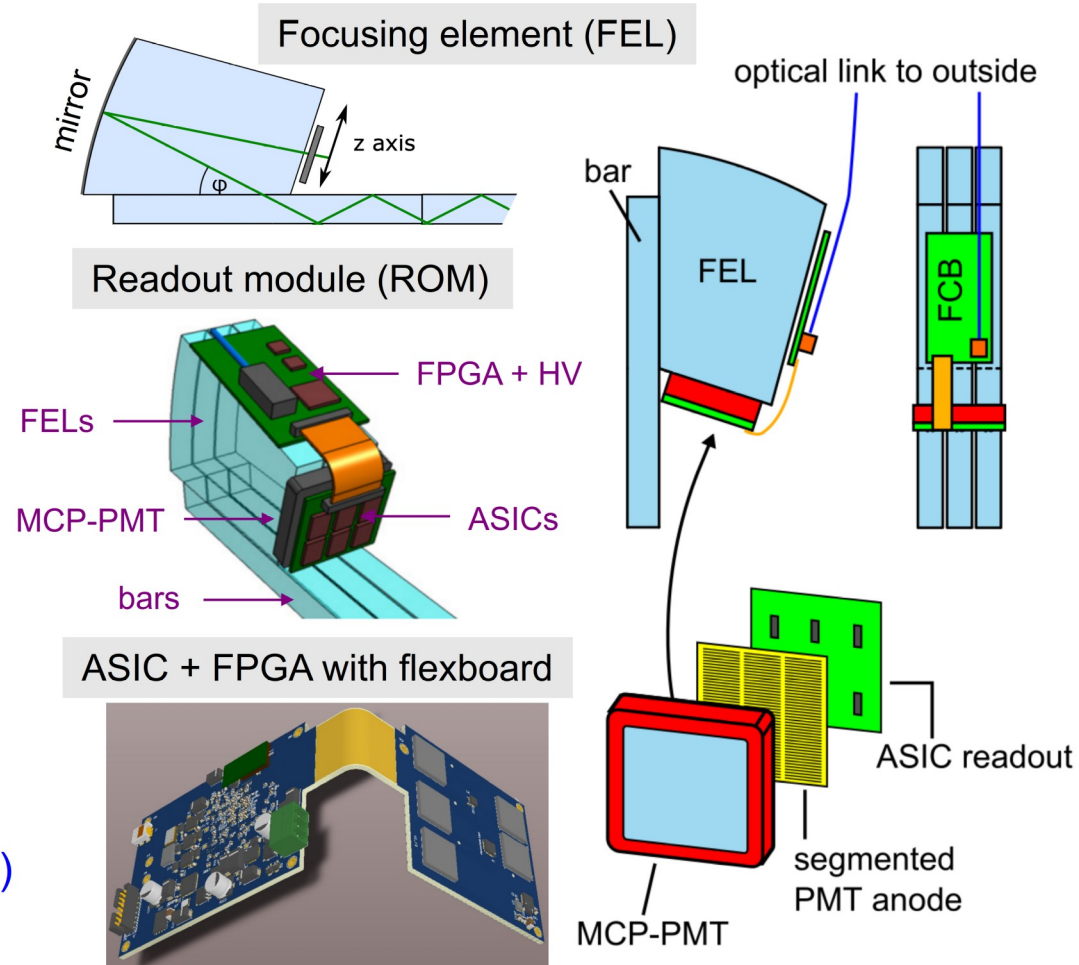 Focusing element (FEL)
mirror
z axis
φ
Readout module (ROM)
FPGA + HV
FELs
MCP-PMT
ASICs
bars
ASIC + FPGA with flexboard
)
optical link to outside
bar
FEL
FCB
ASIC readout
segmented
PMT anode
MCP-PMT